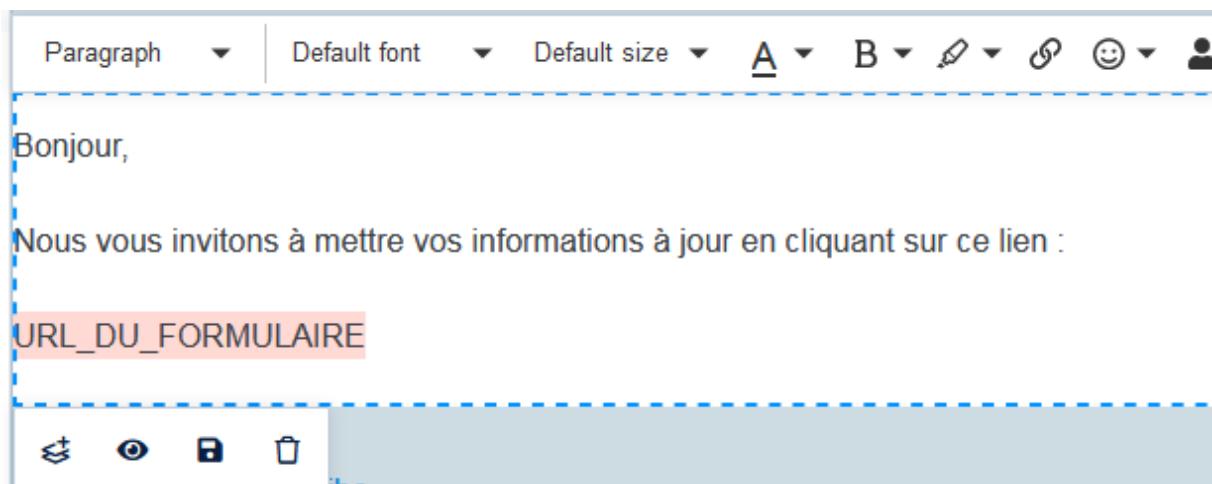 Paragraph Default font Default size A B
Bonjour,
Nous vous invitons à mettre vos informations à jour en cliquant sur ce lien :
URL_DU_FORMULAIRE